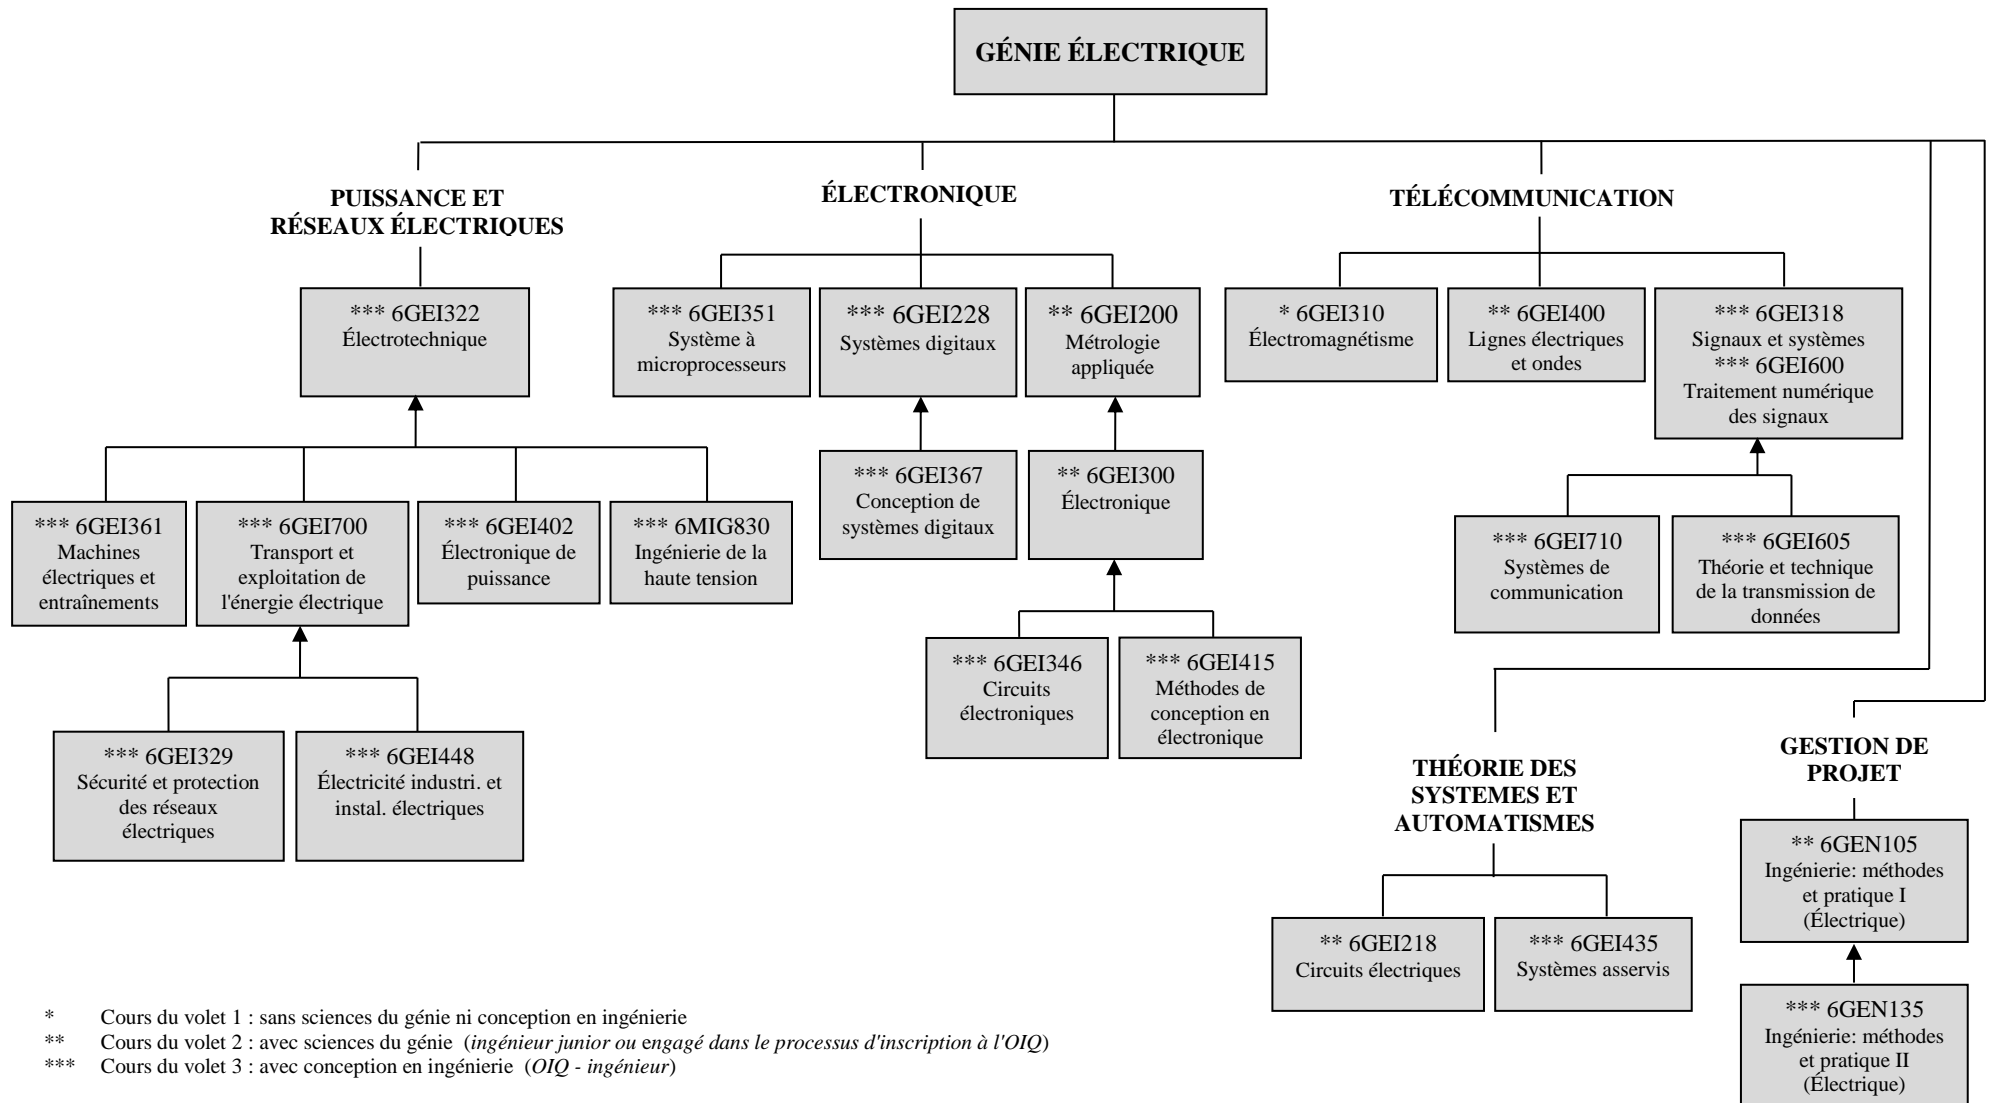 GÉNIE ÉLECTRIQUE
PUISSANCE ET
RÉSEAUX ÉLECTRIQUES
*** 6GEI322
Électrotechnique
*** 6GEI361
Machines
électriques et
entraînements
*** 6GEI700
Transport et
exploitation de
l'énergie électrique
*** 6GEI402
Électronique de
puissance
*** 6MIG830
Ingénierie de la
haute tension
*** 6GEI329
Sécurité et protection
des réseaux
électriques
*** 6GEI448
Électricité industri. et
instal. électriques
ÉLECTRONIQUE
*** 6GEI351
Système à
microprocesseurs
*** 6GEI228
Systèmes digitaux
** 6GEI200
Métrologie
appliquée
*** 6GEI367
Conception de
systèmes digitaux
** 6GEI300
Électronique
*** 6GEI346
Circuits
électroniques
*** 6GEI415
Méthodes de
conception en
électronique
TÉLÉCOMMUNICATION
* 6GEI310
Électromagnétisme
** 6GEI400
Lignes électriques
et ondes
*** 6GEI318
Signaux et systèmes
*** 6GEI600
Traitement numérique
des signaux
*** 6GEI710
Systèmes de
communication
*** 6GEI605
Théorie et technique
de la transmission de
données
THÉORIE DES
SYSTEMES ET
AUTOMATISMES
** 6GEI218
Circuits électriques
*** 6GEI435
Systèmes asservis
GESTION DE
PROJET
** 6GEN105
Ingénierie: méthodes
et pratique I
(Électrique)
*** 6GEN135
Ingénierie: méthodes
et pratique II
(Électrique)
* Cours du volet 1 : sans sciences du génie ni conception en ingénierie
** Cours du volet 2 : avec sciences du génie (ingénieur junior ou engagé dans le processus d'inscription à l'OIQ)
*** Cours du volet 3 : avec conception en ingénierie (OIQ - ingénieur)